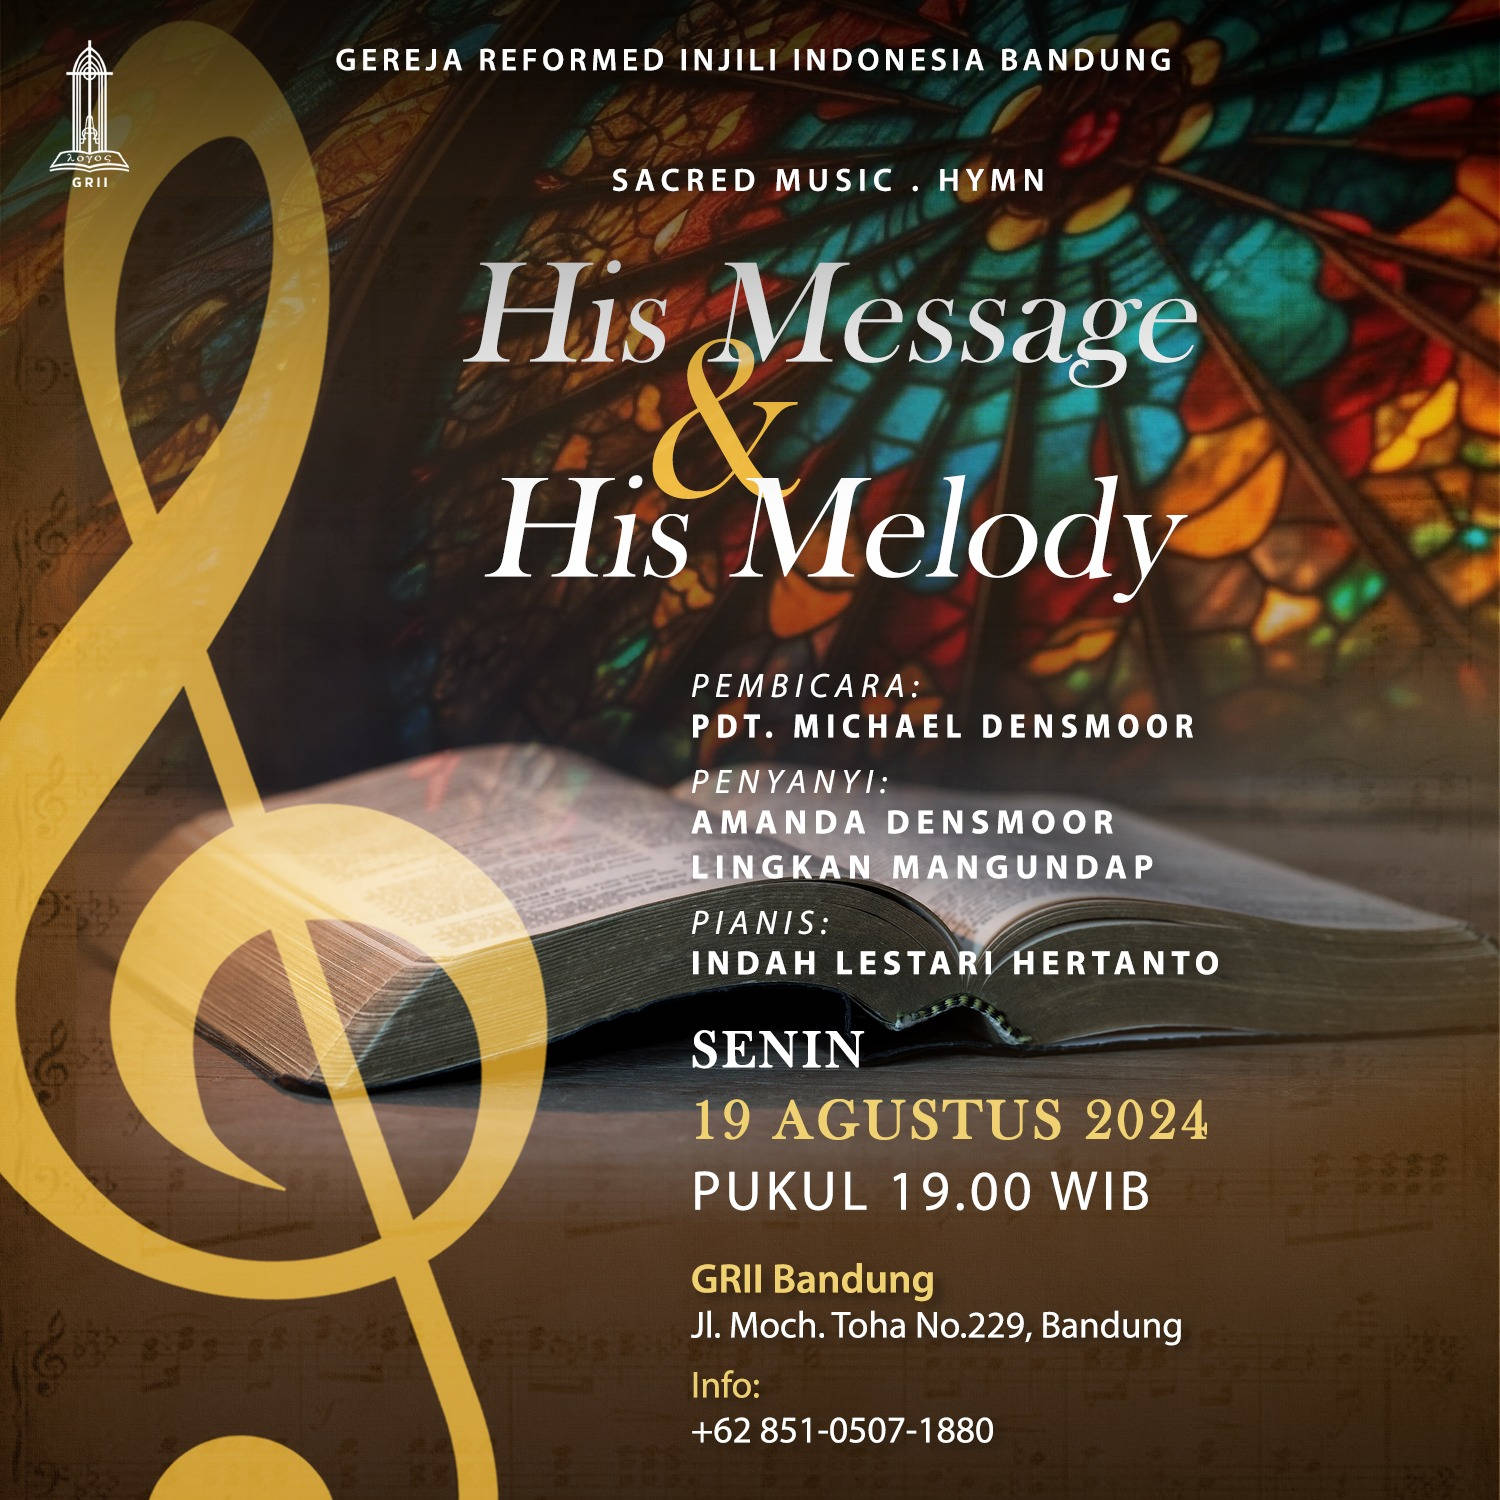 GEREJA REFORMED INJILI INDONESIA BANDUNG
λογος
GRII
SACRED MUSIC . HYMN
His Message
&
His Melody
PEMBICARA:
PDT. MICHAEL DENSMOOR
PENYANYI:
AMANDA DENSMOOR
LINGKAN MANGUNDAP
PIANIS:
INDAH LESTARI HERTANTO
SENIN
19 AGUSTUS 2024
PUKUL 19.00 WIB
GRII Bandung
Jl. Moch. Toha No.229, Bandung
Info:
+62 851-0507-1880